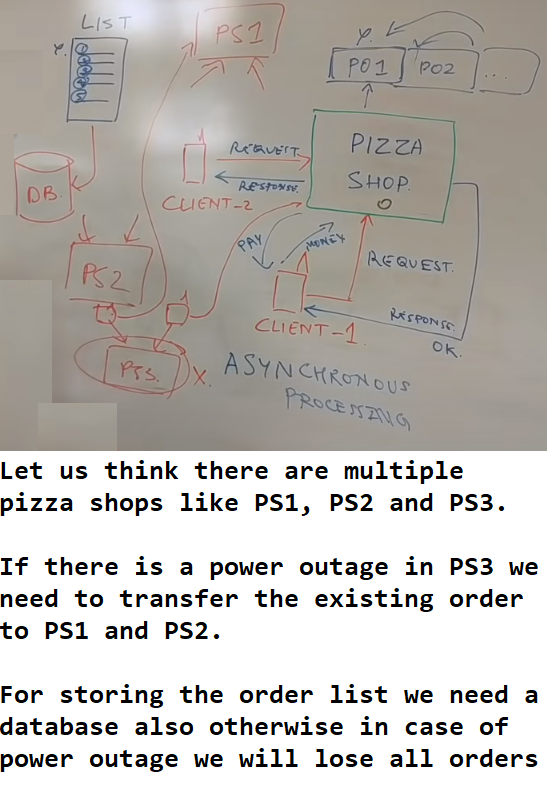 LIST
PS1
PO1
PO2
...
PIZZA
SHOP.
REQUEST.
RESPONSE.
CLIENT-2
DB.
PS2
PAY
MONEY
REQUEST.
RESPONSE.
OK.
CLIENT-1.
PS3.
X.
ASYNCHRONOUS
PROCESSING
Let us think there are multiple
pizza shops like PS1, PS2 and PS3.
If there is a power outage in PS3 we
need to transfer the existing order
to PS1 and PS2.
For storing the order list we need a
database also otherwise in case of
power outage we will lose all orders